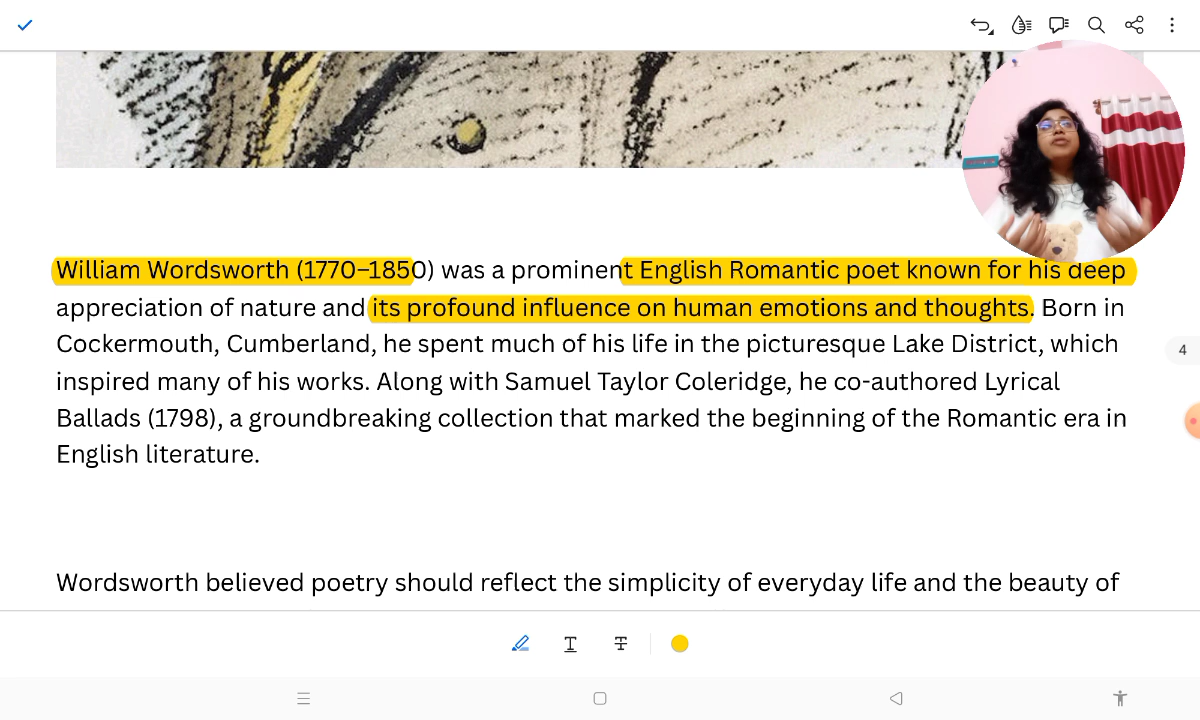 William Wordsworth (1770–1850) was a prominent English Romantic poet known for his deep
appreciation of nature and its profound influence on human emotions and thoughts. Born in
Cockermouth, Cumberland, he spent much of his life in the picturesque Lake District, which
inspired many of his works. Along with Samuel Taylor Coleridge, he co-authored Lyrical
Ballads (1798), a groundbreaking collection that marked the beginning of the Romantic era in
English literature.
4
Wordsworth believed poetry should reflect the simplicity of everyday life and the beauty of